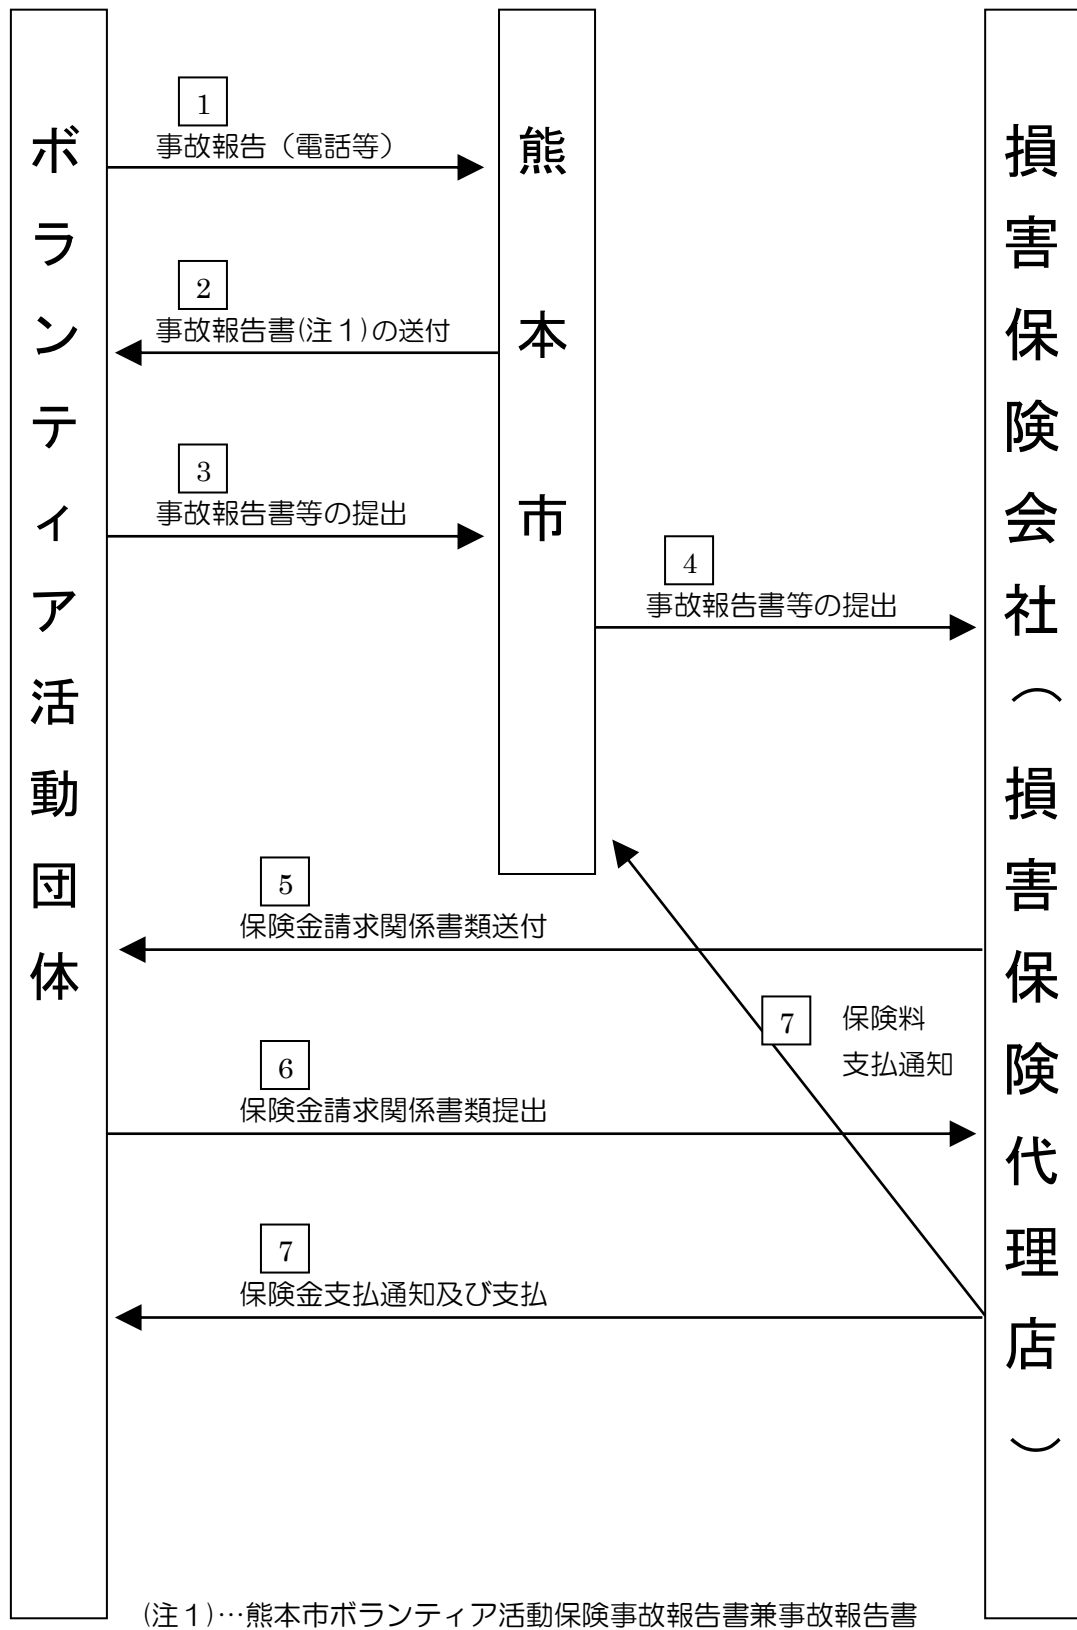 ボランティア活動団体
熊本市
損害保険会社（損害保険代理店）
1
事故報告（電話等）
2
事故報告書(注１)の送付
3
事故報告書等の提出
4
事故報告書等の提出
5
保険金請求関係書類送付
7
保険料
支払通知
6
保険金請求関係書類提出
7
保険金支払通知及び支払
(注１)…熊本市ボランティア活動保険事故報告書兼事故報告書